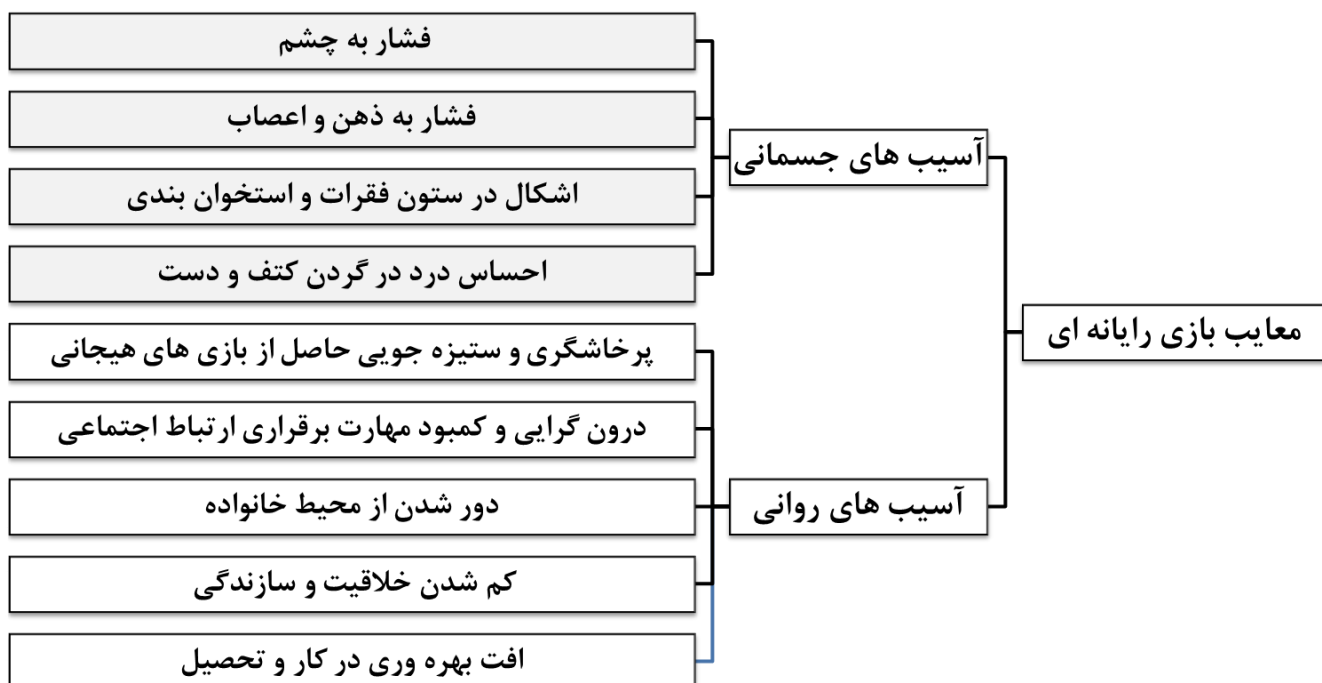 معایب بازی رایانه ای
آسیب های جسمانی
فشار به چشم
فشار به ذهن و اعصاب
اشکال در ستون فقرات و استخوان بندی
احساس درد در گردن کتف و دست
آسیب های روانی
پرخاشگری و ستیزه جویی حاصل از بازی های هیجانی
درون گرایی و کمبود مهارت برقراری ارتباط اجتماعی
دور شدن از محیط خانواده
کم شدن خلاقیت و سازندگی
افت بهره وری در کار و تحصیل